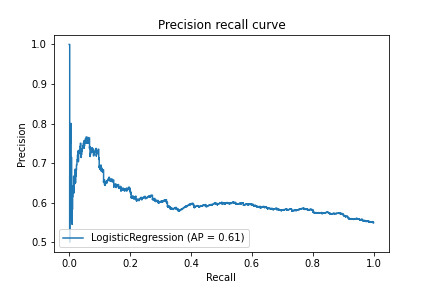 Precision recall curve
1.0
0.9
0.8
0.7
0.6
0.5
Precision
LogisticRegression (AP = 0.61)
0.0 0.2 0.4 0.6 0.8 1.0
Recall